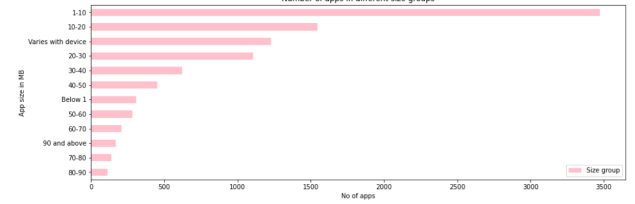 Number of apps in different size groups
1-10
10-20
Varies with device
20-30
30-40
40-50
Below 1
50-60
60-70
90 and above
70-80
80-90
App size in MB
0 500 1000 1500 2000 2500 3000 3500
No of apps
Size group